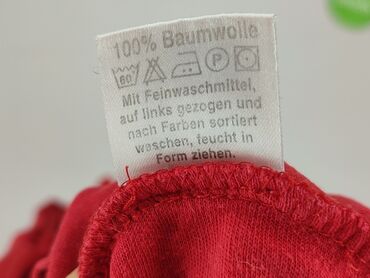 100% Baumwolle
60 P
Mit Feinwaschmittel,
auf links gezogen und
nach Farben sortiert
waschen, feucht in
Form ziehen.